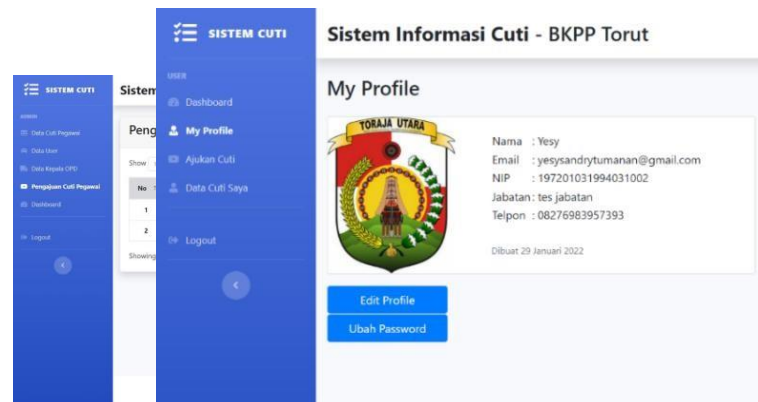 SISTEM CUTI
Sistem
ADMIN
Data Cuti Pegawai
Data User
Data Kepala OPD
Pengajuan Cuti Pegawai
Dashboard
Logout
Peng
Show
No
1
2
Showing
SISTEM CUTI
USER
Dashboard
My Profile
Ajukan Cuti
Data Cuti Saya
Logout
Sistem Informasi Cuti - BKPP Torut
My Profile
TORAJA UTARA
Nama : Yesy
Email : yesysandrytumanan@gmail.com
NIP : 197201031994031002
Jabatan : tes jabatan
Telpon : 08276983957393
Dibuat 29 Januari 2022
Edit Profile
Ubah Password